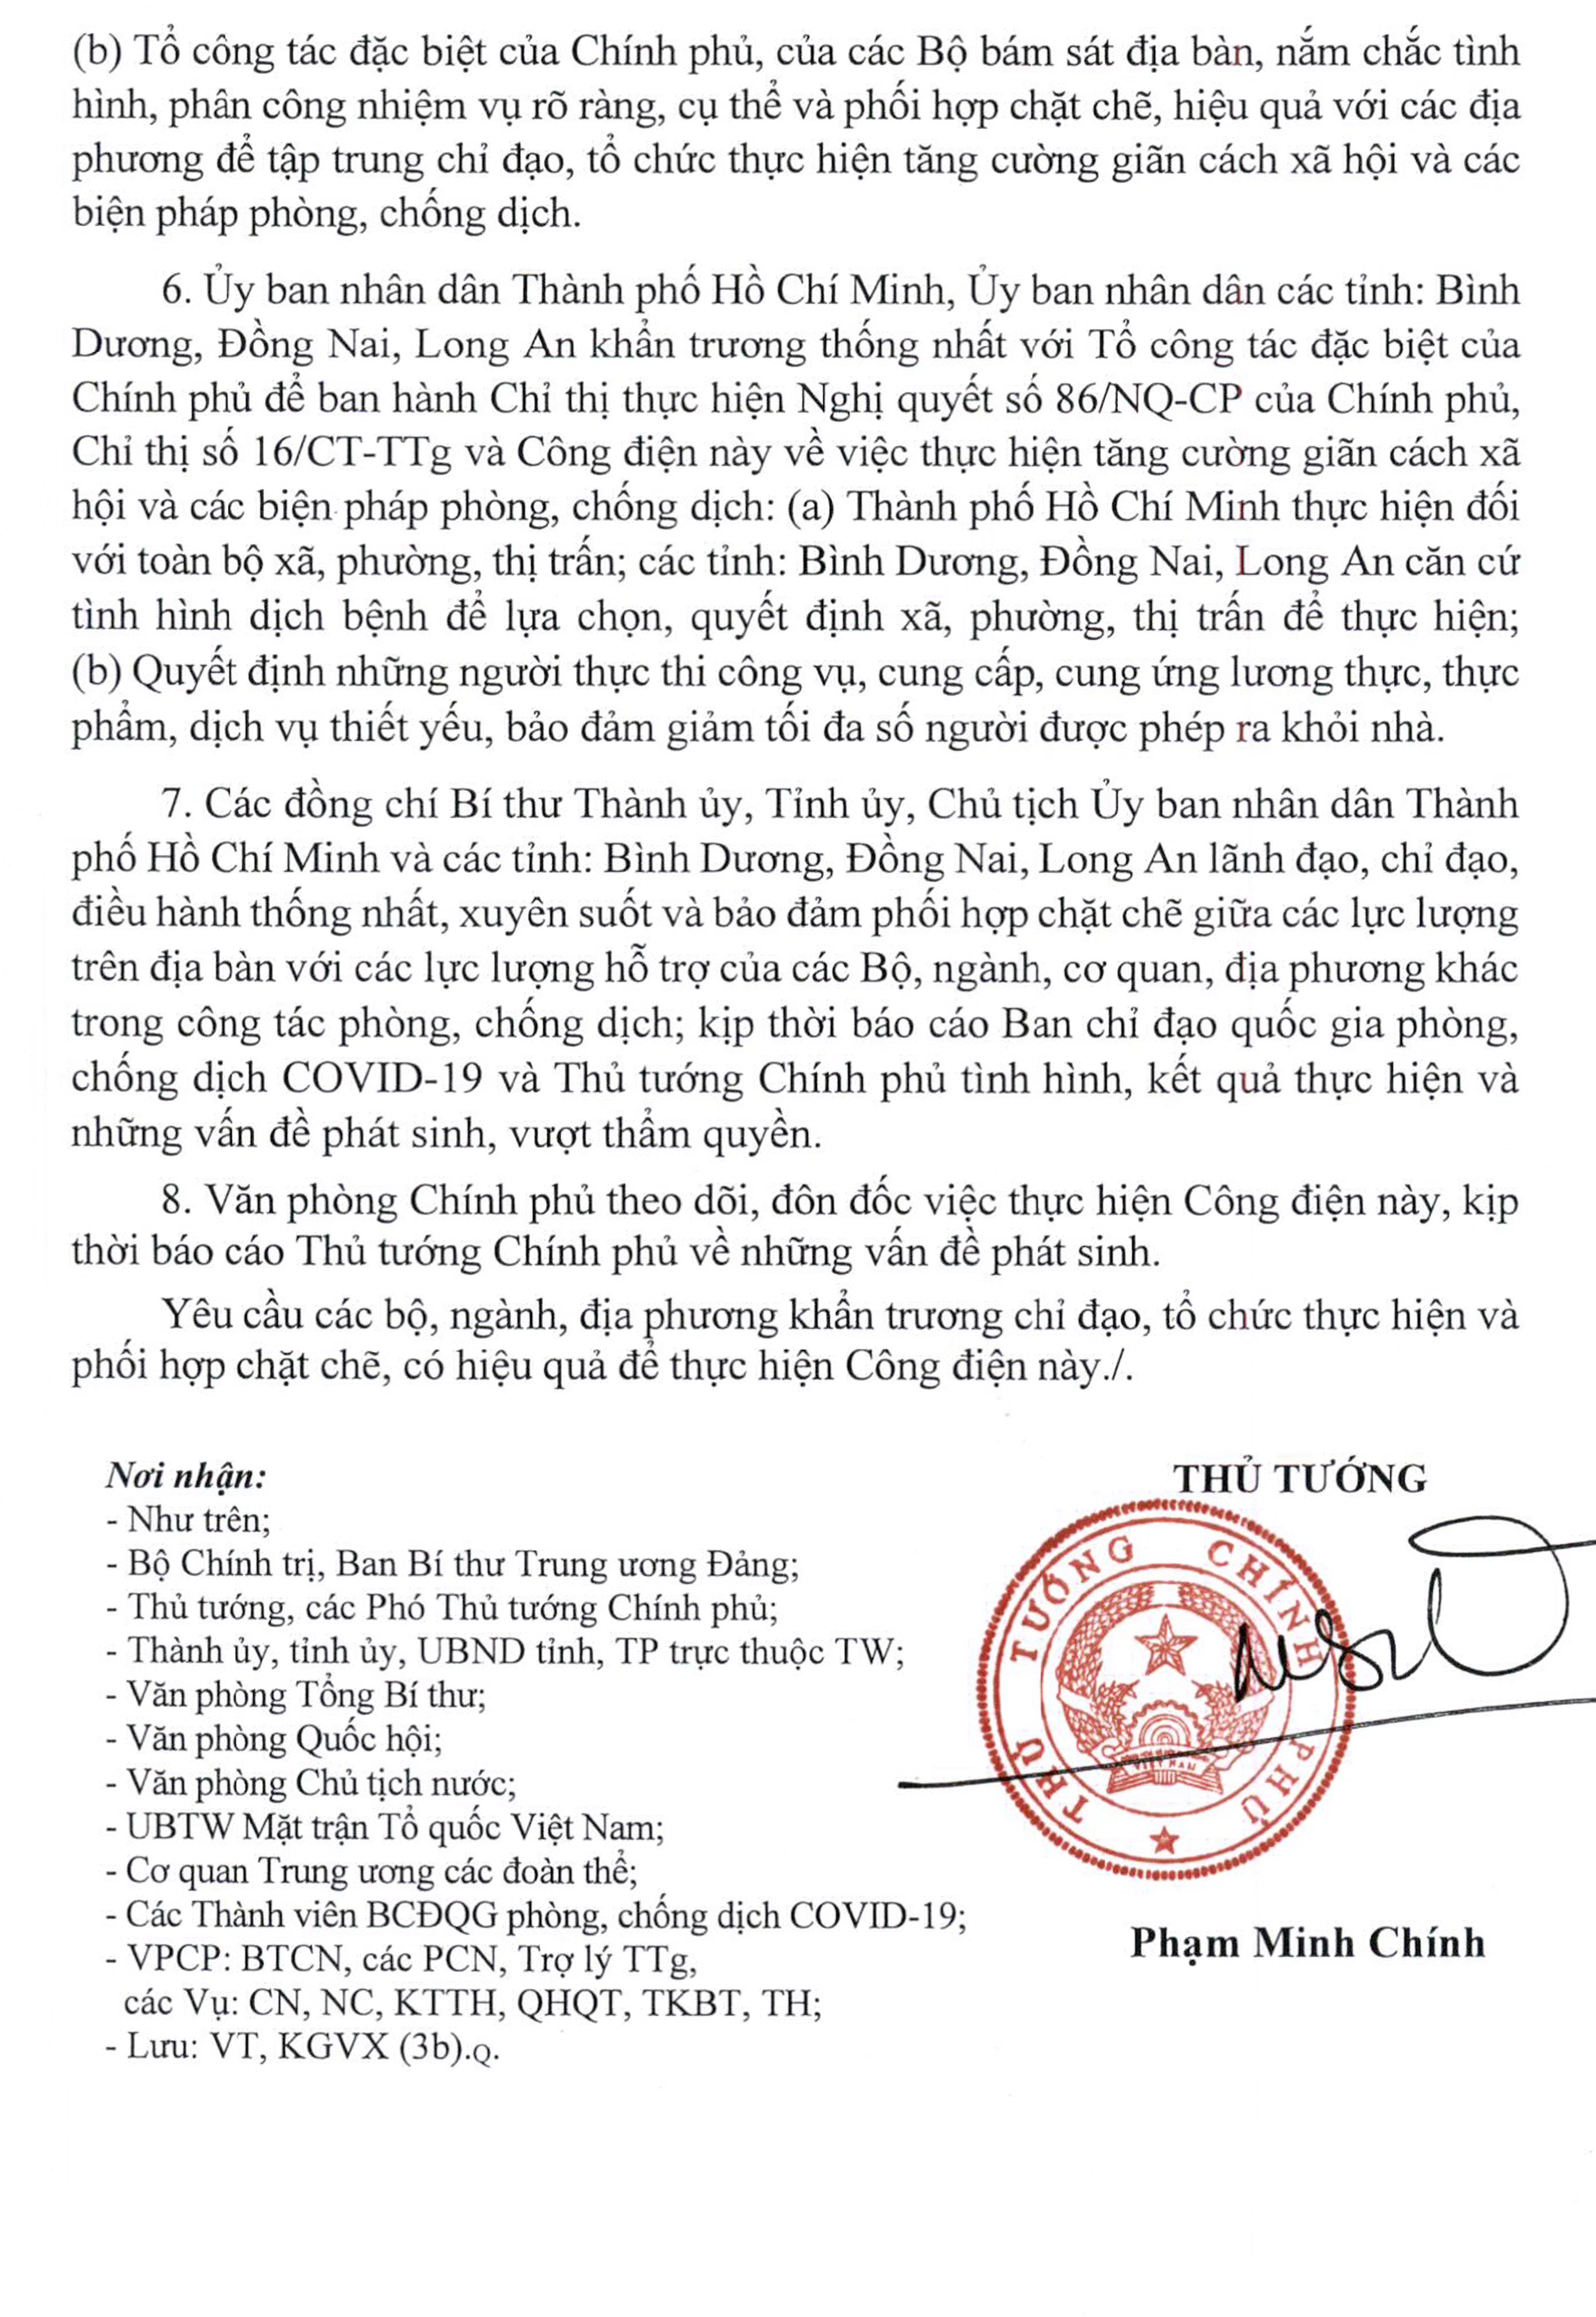 (b) Tổ công tác đặc biệt của Chính phủ, của các Bộ bám sát địa bàn, nắm chắc tình
hình, phân công nhiệm vụ rõ ràng, cụ thể và phối hợp chặt chẽ, hiệu quả với các địa
phương để tập trung chỉ đạo, tổ chức thực hiện tăng cường giãn cách xã hội và các
biện pháp phòng, chống dịch.
6. Ủy ban nhân dân Thành phố Hồ Chí Minh, Ủy ban nhân dân các tỉnh: Bình
Dương, Đồng Nai, Long An khẩn trương thống nhất với Tổ công tác đặc biệt của
Chính phủ để ban hành Chỉ thị thực hiện Nghị quyết số 86/NQ-CP của Chính phủ,
Chỉ thị số 16/CT-TTg và Công điện này về việc thực hiện tăng cường giãn cách xã
hội và các biện pháp phòng, chống dịch: (a) Thành phố Hồ Chí Minh thực hiện đối
với toàn bộ xã, phường, thị trấn; các tỉnh: Bình Dương, Đồng Nai, Long An căn cứ
tình hình dịch bệnh để lựa chọn, quyết định xã, phường, thị trấn để thực hiện;
(b) Quyết định những người thực thi công vụ, cung cấp, cung ứng lương thực, thực
phẩm, dịch vụ thiết yếu, bảo đảm giảm tối đa số người được phép ra khỏi nhà.
7. Các đồng chí Bí thư Thành ủy, Tỉnh ủy, Chủ tịch Ủy ban nhân dân Thành
phố Hồ Chí Minh và các tỉnh: Bình Dương, Đồng Nai, Long An lãnh đạo, chỉ đạo,
điều hành thống nhất, xuyên suốt và bảo đảm phối hợp chặt chẽ giữa các lực lượng
trên địa bàn với các lực lượng hỗ trợ của các Bộ, ngành, cơ quan, địa phương khác
trong công tác phòng, chống dịch; kịp thời báo cáo Ban chỉ đạo quốc gia phòng,
chống dịch COVID-19 và Thủ tướng Chính phủ tình hình, kết quả thực hiện và
những vấn đề phát sinh, vượt thẩm quyền.
8. Văn phòng Chính phủ theo dõi, đôn đốc việc thực hiện Công điện này, kịp
thời báo cáo Thủ tướng Chính phủ về những vấn đề phát sinh.
Yêu cầu các bộ, ngành, địa phương khẩn trương chỉ đạo, tổ chức thực hiện và
phối hợp chặt chẽ, có hiệu quả để thực hiện Công điện này./.
Nơi nhận:
- Như trên;
- Bộ Chính trị, Ban Bí thư Trung ương Đảng;
- Thủ tướng, các Phó Thủ tướng Chính phủ;
- Thành ủy, tỉnh ủy, UBND tỉnh, TP trực thuộc TW;
- Văn phòng Tổng Bí thư;
- Văn phòng Quốc hội;
- Văn phòng Chủ tịch nước;
- UBTW Mặt trận Tổ quốc Việt Nam;
- Cơ quan Trung ương các đoàn thể;
- Các Thành viên BCĐQG phòng, chống dịch COVID-19;
- VPCP: BTCN, các PCN, Trợ lý TTg,
các Vụ: CN, NC, KTTH, QHQT, TKBT, TH;
- Lưu: VT, KGVX (3b).Q.
THỦ TƯỚNG
THỦ TƯỚNG CHÍNH PHỦ
Phạm Minh Chính